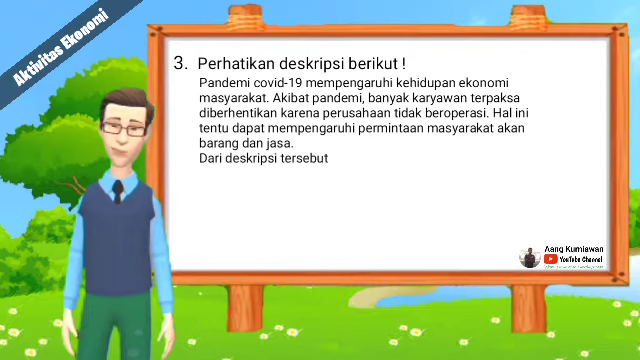 Aktivitas Ekonomi
3. Perhatikan deskripsi berikut !
Pandemi covid-19 mempengaruhi kehidupan ekonomi
masyarakat. Akibat pandemi, banyak karyawan terpaksa
diberhentikan karena perusahaan tidak beroperasi. Hal ini
tentu dapat mempengaruhi permintaan masyarakat akan
barang dan jasa.
Dari deskripsi tersebut
Aang Kurniawan
YouTube Channel